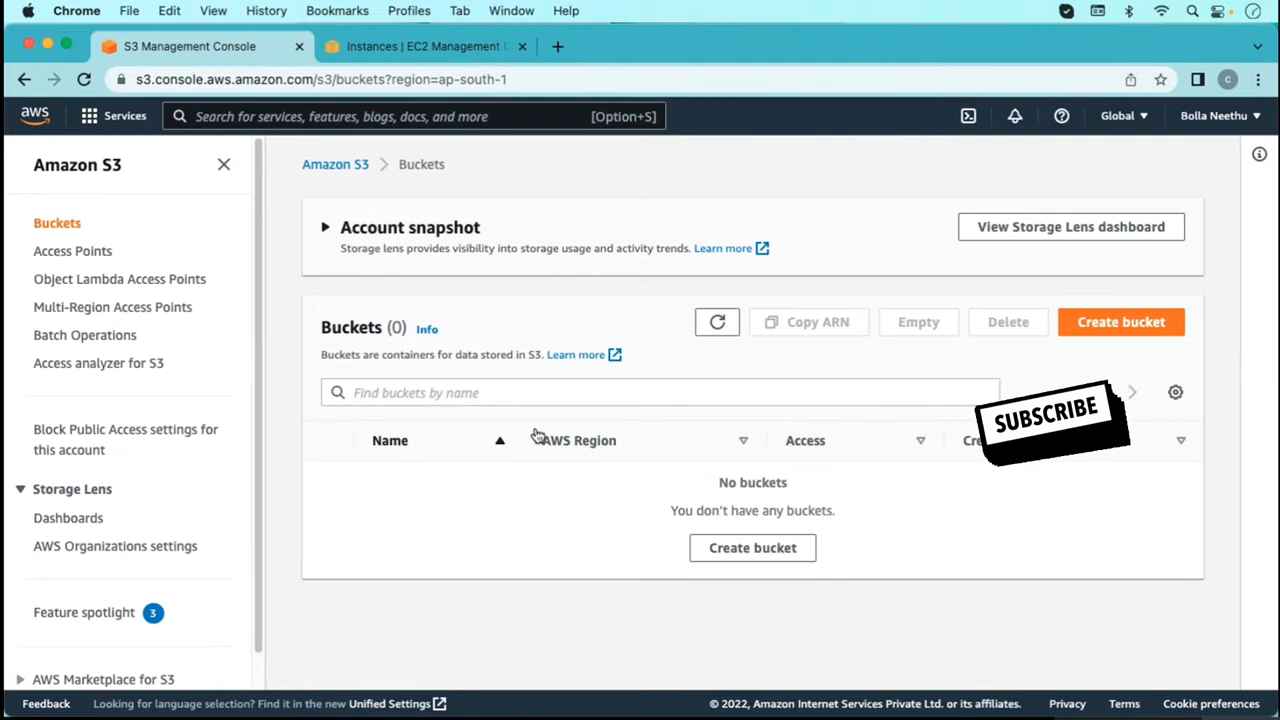 Chrome File Edit View History Bookmarks Profiles Tab Window Help
S3 Management Console
Instances | EC2 Management
s3.console.aws.amazon.com/s3/buckets?region=ap-south-1
C
aws Services Search for services, features, blogs, docs, and more [Option+S] Global Bolla Neethu
Amazon S3
Buckets
Access Points
Object Lambda Access Points
Multi-Region Access Points
Batch Operations
Access analyzer for S3
Block Public Access settings for
this account
Storage Lens
Dashboards
AWS Organizations settings
Feature spotlight 3
AWS Marketplace for S3
Amazon S3 > Buckets
Account snapshot
View Storage Lens dashboard
Storage lens provides visibility into storage usage and activity trends. Learn more
Buckets (0) Info
Copy ARN Empty Delete Create bucket
Buckets are containers for data stored in S3. Learn more
Find buckets by name
SUBSCRIBE
Name AWS Region Access
No buckets
You don't have any buckets.
Create bucket
Feedback Looking for language selection? Find it in the new Unified Settings © 2022, Amazon Internet Services Private Ltd. or its affiliates. Privacy Terms Cookie preferences